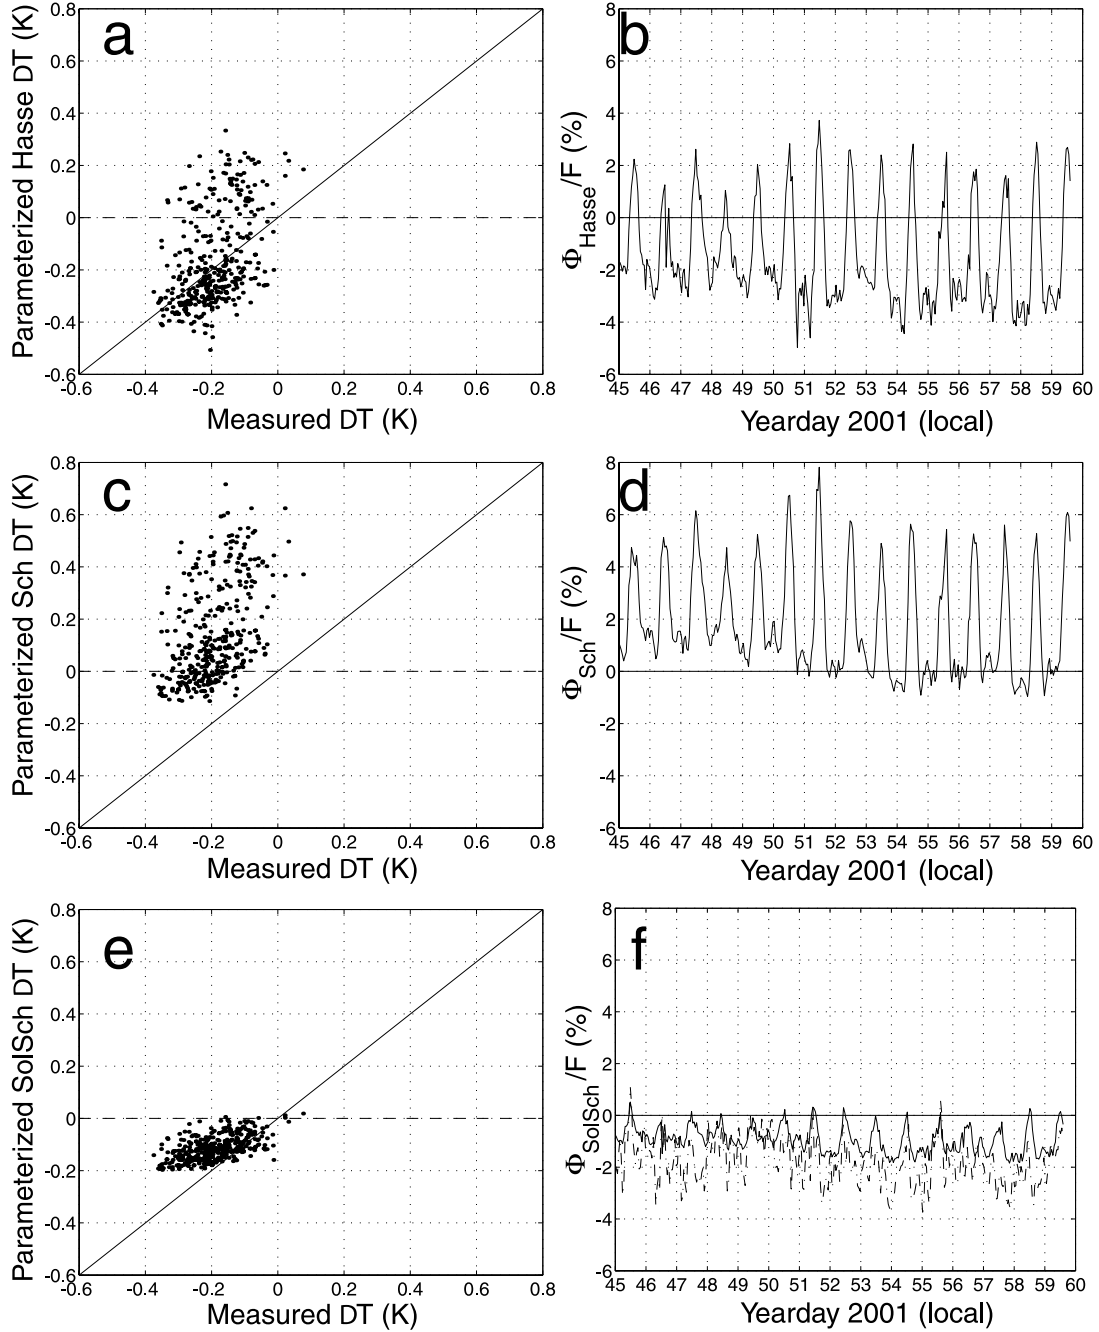 a
Parameterized Hasse DT (K)
0.8
0.6
0.4
0.2
0
-0.2
-0.4
-0.6
-0.6 -0.4 -0.2 0 0.2 0.4 0.6 0.8
Measured DT (K)
b
ΦHasse/F (%)
8
6
4
2
0
-2
-4
-6
45 46 47 48 49 50 51 52 53 54 55 56 57 58 59 60
Yearday 2001 (local)
c
Parameterized Sch DT (K)
0.8
0.6
0.4
0.2
0
-0.2
-0.4
-0.6
-0.6 -0.4 -0.2 0 0.2 0.4 0.6 0.8
Measured DT (K)
d
ΦSch/F (%)
8
6
4
2
0
-2
-4
-6
45 46 47 48 49 50 51 52 53 54 55 56 57 58 59 60
Yearday 2001 (local)
e
Parameterized SolSch DT (K)
0.8
0.6
0.4
0.2
0
-0.2
-0.4
-0.6
-0.6 -0.4 -0.2 0 0.2 0.4 0.6 0.8
Measured DT (K)
f
ΦSolSch/F (%)
8
6
4
2
0
-2
-4
-6
45 46 47 48 49 50 51 52 53 54 55 56 57 58 59 60
Yearday 2001 (local)